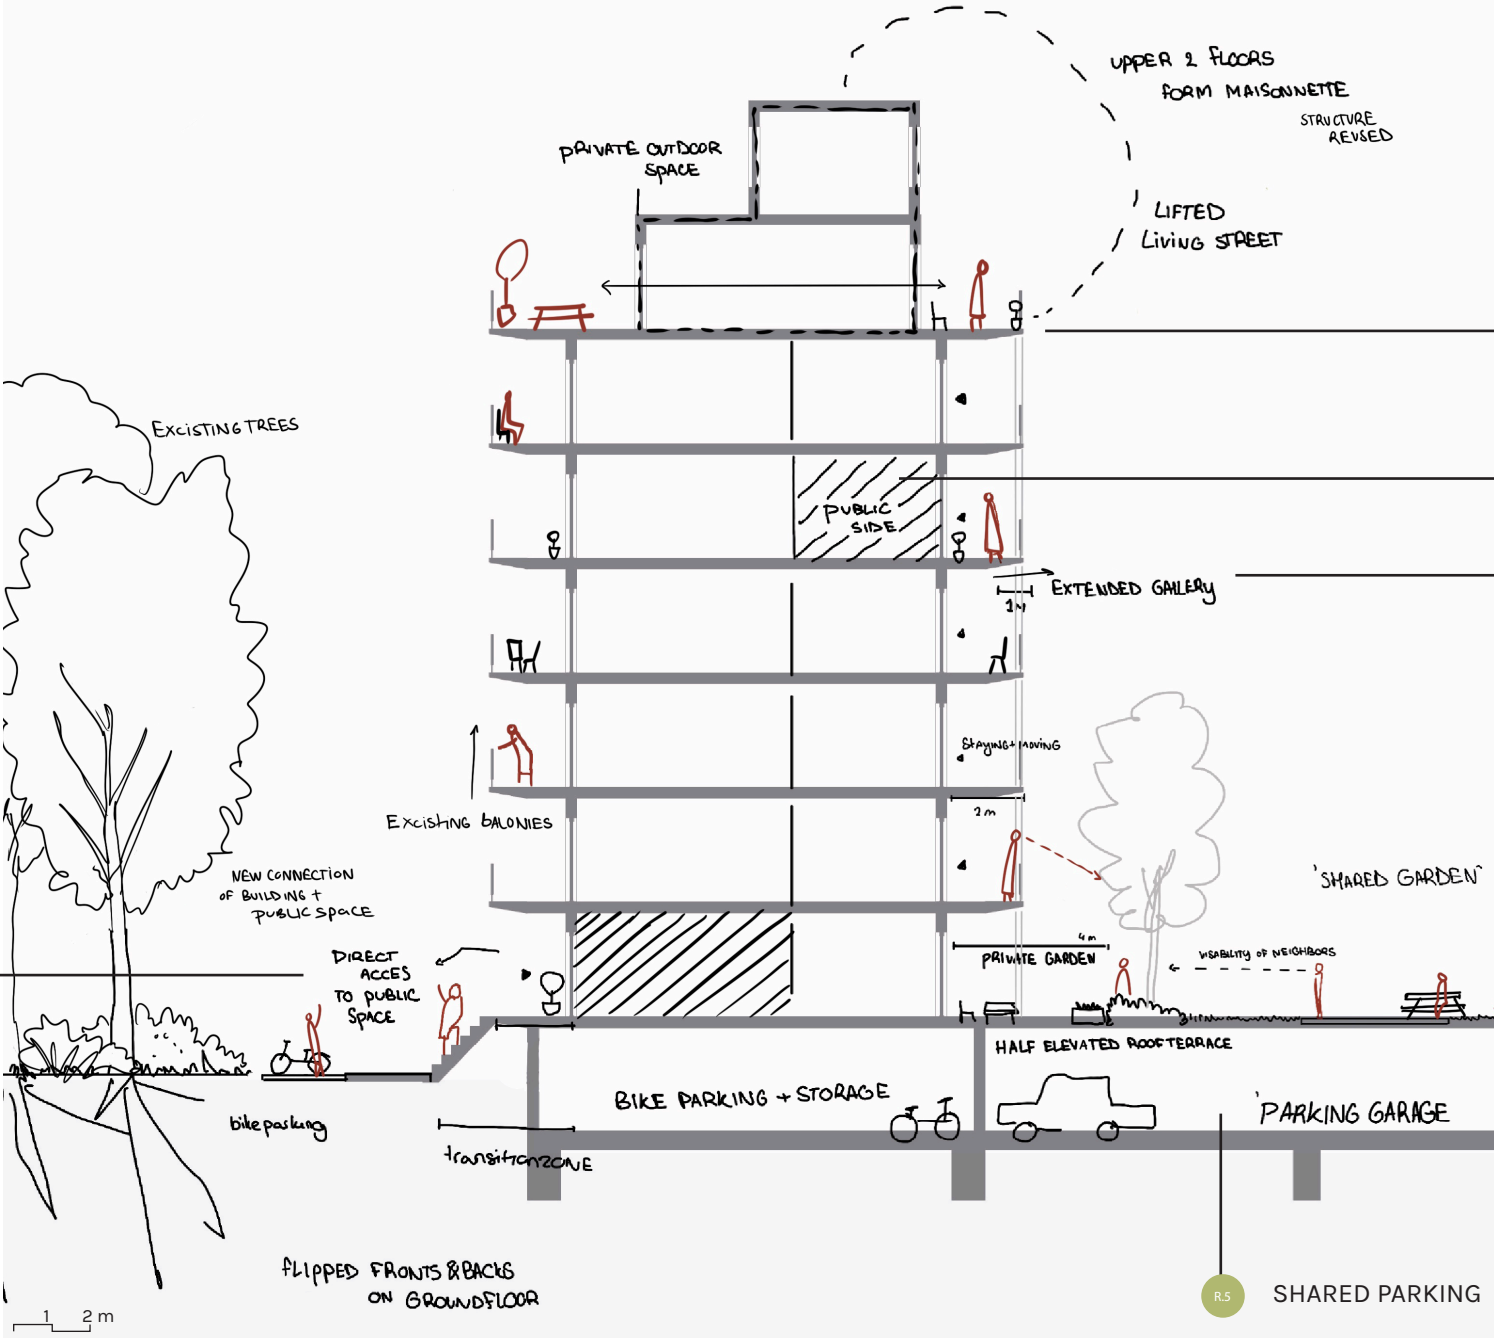 UPPER 2 FLOORS
FORM MAISONNETTE
STRUCTURE
REUSED
PRIVATE OUTDOOR
SPACE
LIFTED
LIVING STREET
EXCISTING TREES
PUBLIC
SIDE
EXTENDED GALLERY
1M
STAYING + MOVING
2 m
EXCISTING BALONIES
NEW CONNECTION
OF BUILDING +
PUBLIC SPACE
'SHARED GARDEN'
4 m
PRIVATE GARDEN
VISABILITY OF NEIGHBORS
DIRECT
ACCES
TO PUBLIC
SPACE
HALF ELEVATED ROOFTERRACE
BIKE PARKING + STORAGE
'PARKING GARAGE
bikeparking
transitionZONE
FLIPPED FRONTS & BACKS
ON GROUNDFLOOR
R.5
SHARED PARKING
1 2 m